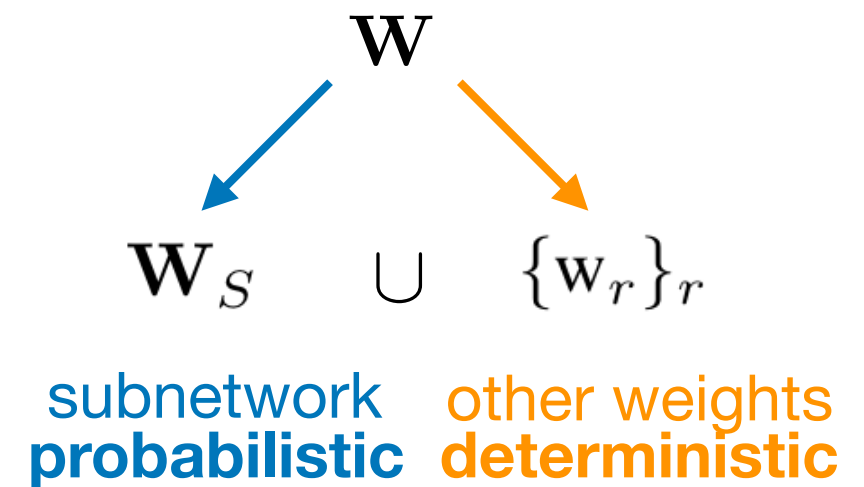 W
W_S ∪ {w_r}_r
subnetwork other weights
probabilistic deterministic